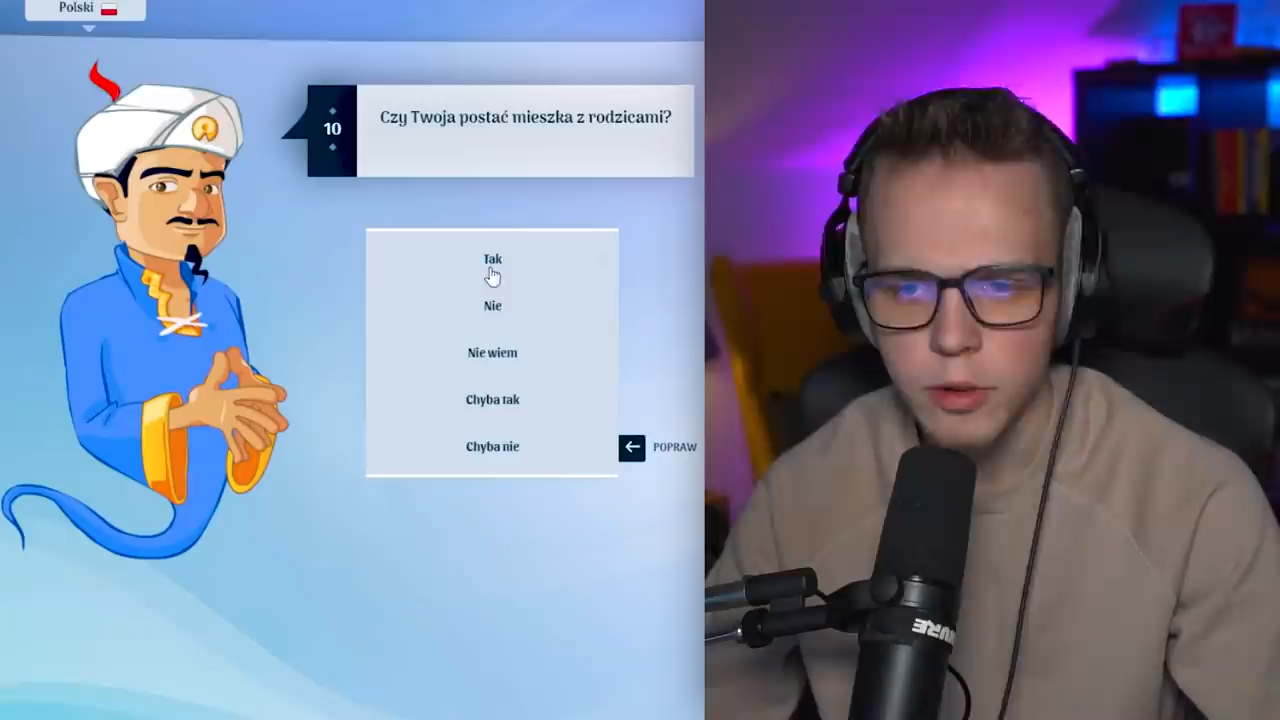 Polski
10
Czy Twoja postać mieszka z rodzicami?
Tak
Nie
Nie wiem
Chyba tak
Chyba nie
POPRAW